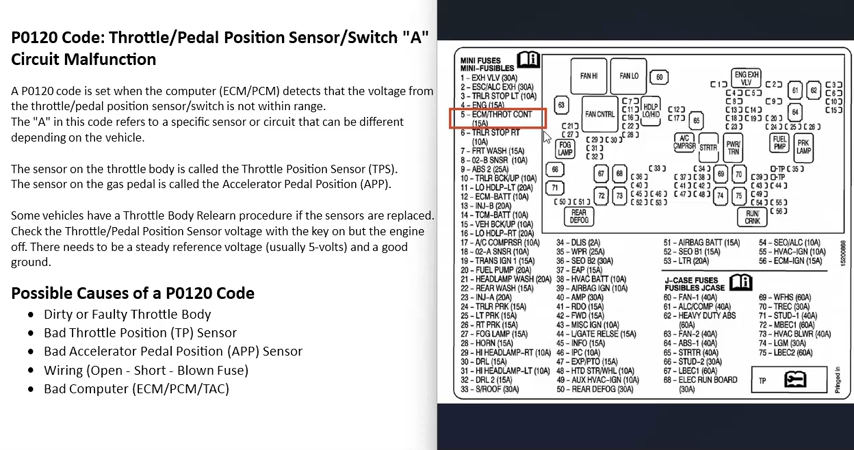 P0120 Code: Throttle/Pedal Position Sensor/Switch "A"
Circuit Malfunction
A P0120 code is set when the computer (ECM/PCM) detects that the voltage from
the throttle/pedal position sensor/switch is not within range.
The "A" in this code refers to a specific sensor or circuit that can be different
depending on the vehicle.
The sensor on the throttle body is called the Throttle Position Sensor (TPS).
The sensor on the gas pedal is called the Accelerator Pedal Position (APP).
Some vehicles have a Throttle Body Relearn procedure if the sensors are replaced.
Check the Throttle/Pedal Position Sensor voltage with the key on but the engine
off. There needs to be a steady reference voltage (usually 5-volts) and a good
ground.
Possible Causes of a P0120 Code
• Dirty or Faulty Throttle Body
• Bad Throttle Position (TP) Sensor
• Bad Accelerator Pedal Position (APP) Sensor
• Wiring (Open - Short - Blown Fuse)
• Bad Computer (ECM/PCM/TAC)
MINI FUSES
MINI-FUSIBLES
1 – EXH VLV (30A)
2 – ESC/ALC EXH (30A)
3 – TRLR STOP LT (10A)
4 – ENG (15A)
5 – ECM/THROT CONT
(15A)
6 – TRLR STOP RT
(10A)
7 – FRT WASH (15A)
8 – 02-B SNSR (10A)
9 – ABS 2 (25A)
10 – TRLR BCK/UP (10A)
11 – LO HDLP-LT (20A)
12 – ECM-BATT (10A)
13 – INJ-B (20A)
14 – TCM-BATT (10A)
15 – VEH BCK/UP (10A)
16 – LO HDLP–RT (20A)
17 – A/C COMPRSR (10A)
18 – 02-A SNSR (10A)
19 – TRANS IGN 1 (15A)
20 – FUEL PUMP (20A)
21 – HEADLAMP WASH (20A)
22 – REAR WASH (15A)
23 – INJ-A (20A)
24 – TRLR PRK (15A)
25 – LT PRK (15A)
26 – RT PRK (15A)
27 – FOG LAMP (15A)
28 – HORN (15A)
29 – HI HEADLAMP–RT (10A)
30 – DRL (15A)
31 – HI HEADLAMP-LT (10A)
32 – DRL 2 (15A)
33 – S/ROOF (30A)
34 – DLIS (2A)
35 – WPR (25A)
36 – SEO B2 (30A)
37 – EAP (15A)
38 – HVAC BATT (10A)
39 – AIRBAG IGN (10A)
40 – AMP (30A)
41 – RDO (15A)
42 – FWD (15A)
43 – MISC IGN (10A)
44 – L/GATE RELSE (15A)
45 – INFO (15A)
46 – IPC (10A)
47 – EXP/PTO (15A)
48 – HTD STR/WHL (10A)
49 – AUX HVAC–IGN (10A)
50 – REAR DEFOG (30A)
51 – AIRBAG BATT (15A)
52 – SEO B1 (15A)
53 – LTR (20A)
54 – SEO/ALC (10A)
55 – HVAC-IGN (10A)
56 – ECM-IGN (15A)
J-CASE FUSES
FUSIBLES JCASE
60 – FAN–1 (40A)
61 – ALC/COMP (40A)
62 – HEAVY DUTY ABS
(60A)
63 – FAN–2 (40A)
64 – ABS–1 (40A)
65 – STRTR (40A)
66 – STUD–2 (30A)
67 – LBEC1 (60A)
68 – ELEC RUN BOARD
(30A)
69 – WFHS (60A)
70 – TREC (30A)
71 – STUD–1 (40A)
72 – MBEC1 (40A)
73 – HVAC BLWR (40A)
74 – LGM (30A)
75 – LBEC2 (60A)
TP
FAN HI
FAN LO
60
63
FAN CNTRL
HDLP
LO/HID
ENG EXH
VLV
61
62
64
65
FOG
LAMP
A/C
CMPRSR
STRTR
PWR/
TRN
FUEL
PMP
PRK
LAMP
66
67
68
69
70
71
72
73
74
75
REAR
DEFOG
RUN/
CRNK
15200866